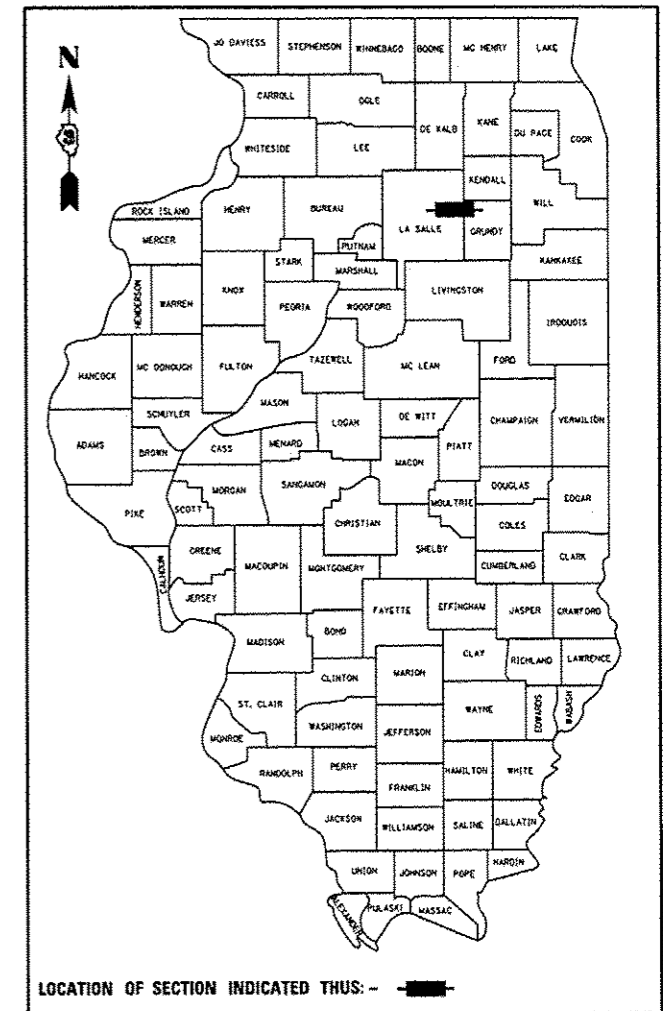 JO DAVIESS STEPHENSON WINNEBAGO BOONE MC HENRY LAKE
N
CARROLL OGLE DE KALB KANE DU PAGE COOK
WHITESIDE LEE
KENDALL
ROCK ISLAND HENRY BUREAU LA SALLE WILL
MERCER PUTNAM GRUNDY
STARK MARSHALL KANKAKEE
HENDERSON WARREN KNOX PEORIA WOODFORD LIVINGSTON IROQUOIS
HANCOCK MC DONOUGH FULTON TAZEWELL MC LEAN FORD
SCHUYLER MASON LOGAN DE WITT CHAMPAIGN VERMILION
ADAMS BROWN CASS MENARD MACON PIATT
PIKE SCOTT MORGAN SANGAMON CHRISTIAN MOULTRIE DOUGLAS EDGAR
COLES
CALHOUN GREENE MACOUPIN MONTGOMERY SHELBY CUMBERLAND CLARK
JERSEY FAYETTE EFFINGHAM JASPER CRAWFORD
MADISON BOND CLAY RICHLAND LAWRENCE
CLINTON MARION
ST. CLAIR WASHINGTON JEFFERSON WAYNE EDWARDS WABASH
MONROE
RANDOLPH PERRY FRANKLIN HAMILTON WHITE
JACKSON WILLIAMSON SALINE GALLATIN
UNION JOHNSON POPE HARDIN
ALEXANDER PULASKI MASSAC
LOCATION OF SECTION INDICATED THUS: -